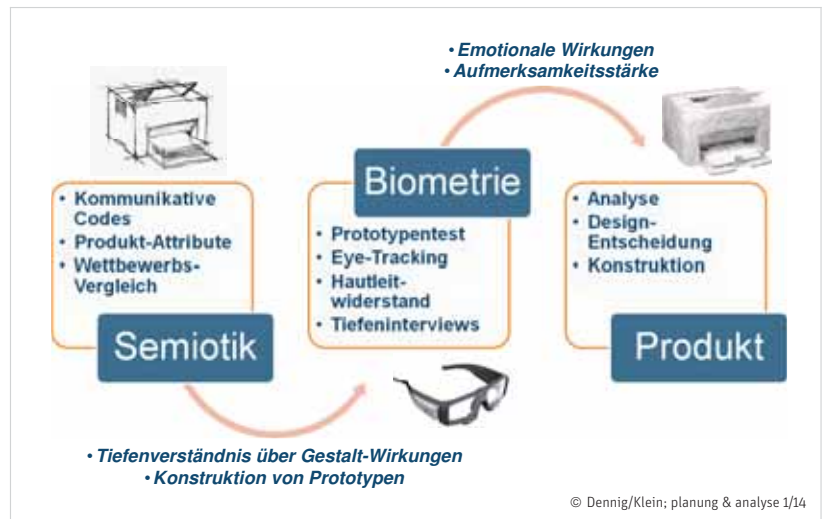 • Emotionale Wirkungen
• Aufmerksamkeitsstärke
• Kommunikative
Codes
• Produkt-Attribute
• Wettbewerbs-
Vergleich
Semiotik
Biometrie
• Prototypentest
• Eye-Tracking
• Hautleit-
widerstand
• Tiefeninterviews
• Analyse
• Design-
Entscheidung
• Konstruktion
Produkt
• Tiefenverständnis über Gestalt-Wirkungen
• Konstruktion von Prototypen
© Dennig/Klein; planung & analyse 1/14